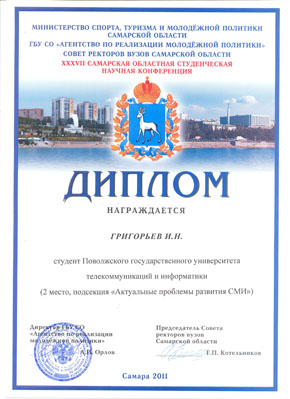 МИНИСТЕРСТВО СПОРТА, ТУРИЗМА И МОЛОДЁЖНОЙ ПОЛИТИКИ
САМАРСКОЙ ОБЛАСТИ
ГБУ СО «АГЕНТСТВО ПО РЕАЛИЗАЦИИ МОЛОДЁЖНОЙ ПОЛИТИКИ»
СОВЕТ РЕКТОРОВ ВУЗОВ САМАРСКОЙ ОБЛАСТИ
XXXVII САМАРСКАЯ ОБЛАСТНАЯ СТУДЕНЧЕСКАЯ
НАУЧНАЯ КОНФЕРЕНЦИЯ
ДИПЛОМ
НАГРАЖДАЕТСЯ
ГРИГОРЬЕВ И.Н.
студент Поволжского государственного университета
телекоммуникаций и информатики
(2 место, подсекция «Актуальные проблемы развития СМИ»)
Директор ГБУ СО
«Агентство по реализации
молодёжной политики»
А.В. Орлов
Председатель Совета
ректоров вузов
Самарской области
Г.П. Котельников
Самара 2011